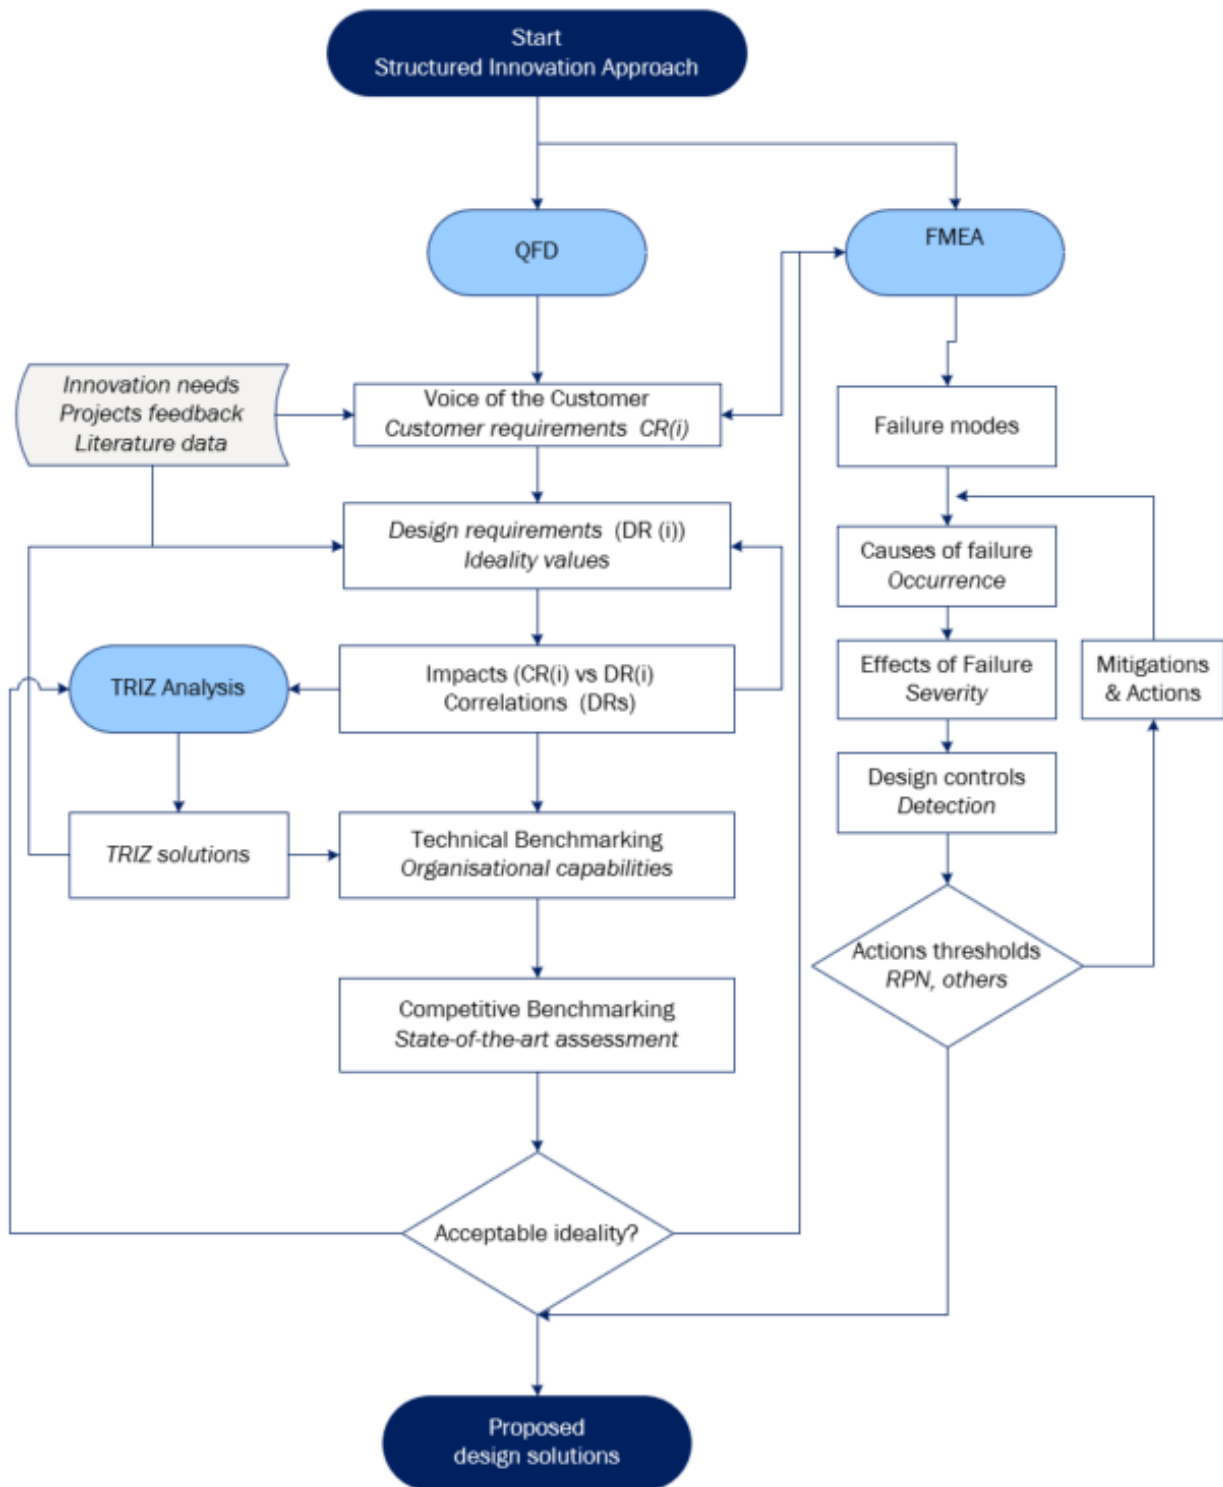 Start
Structured Innovation Approach
QFD
FMEA
Innovation needs
Projects feedback
Literature data
Voice of the Customer
Customer requirements CR(i)
Failure modes
Design requirements (DR (i))
Ideality values
Causes of failure
Occurrence
TRIZ Analysis
Impacts (CR(i) vs DR(i)
Correlations (DRs)
Effects of Failure
Severity
Mitigations
& Actions
Design controls
Detection
TRIZ solutions
Technical Benchmarking
Organisational capabilities
Actions thresholds
RPN, others
Competitive Benchmarking
State-of-the-art assessment
Acceptable ideality?
Proposed
design solutions